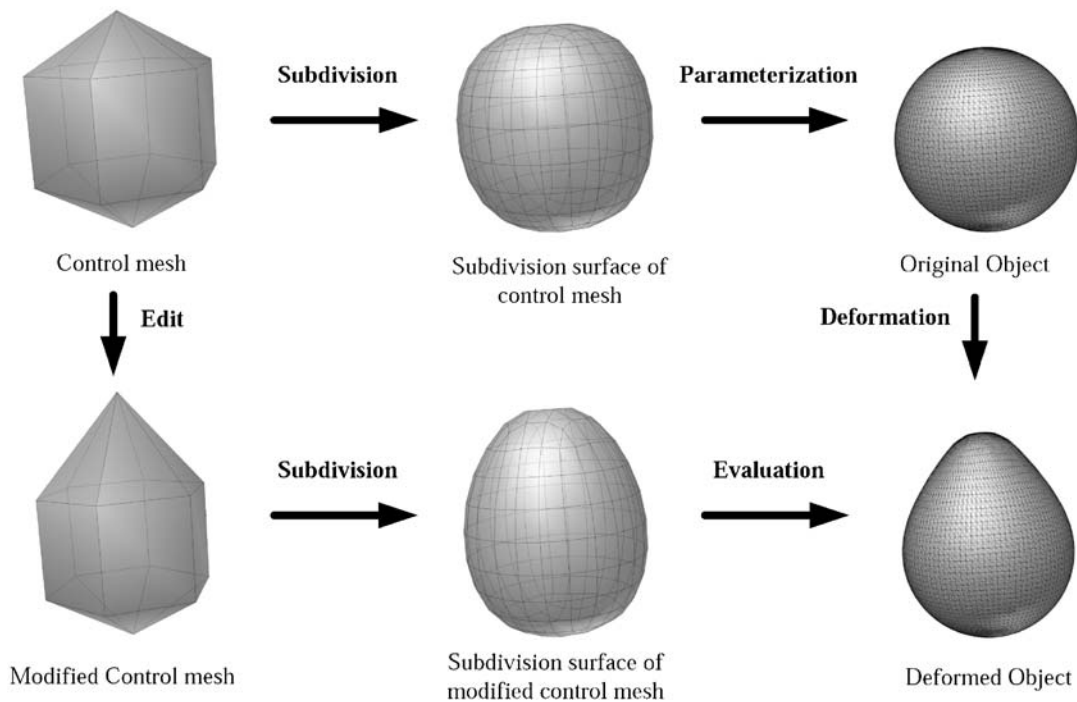 Subdivision
Parameterization
Control mesh
Subdivision surface of
control mesh
Original Object
Edit
Deformation
Subdivision
Evaluation
Modified Control mesh
Subdivision surface of
modified control mesh
Deformed Object